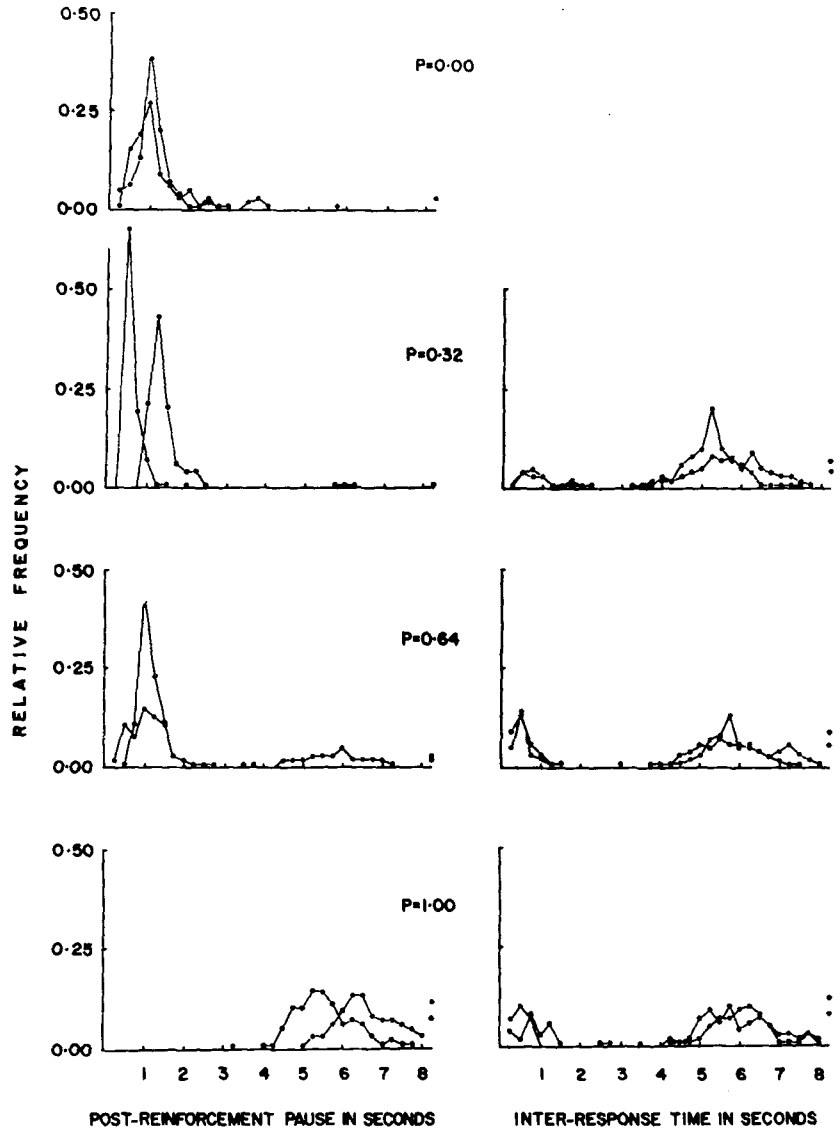 0·50
P=0·00
0·25
0·00
0·50
P=0·32
0·25
0·00
RELATIVE FREQUENCY
0·50
P=0·64
0·25
0·00
0·50
P=1·00
0·25
0·00
1 2 3 4 5 6 7 8
1 2 3 4 5 6 7 8
POST-REINFORCEMENT PAUSE IN SECONDS
INTER-RESPONSE TIME IN SECONDS